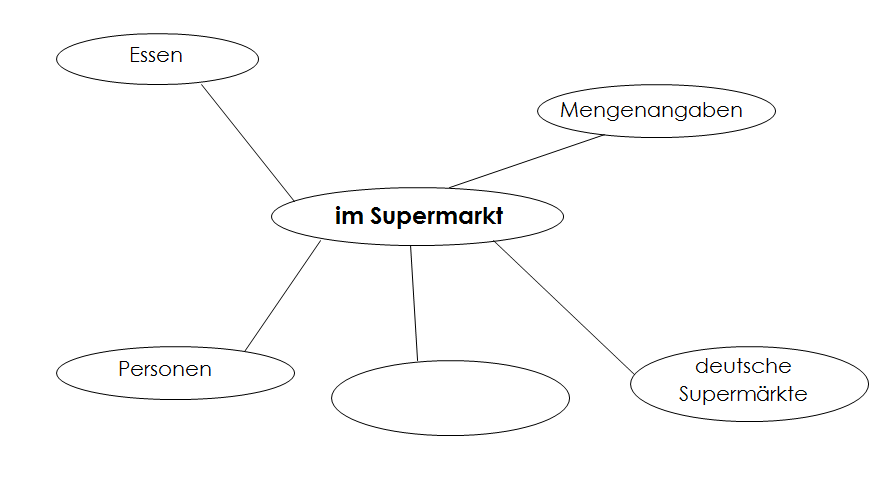 Essen
Mengenangaben
im Supermarkt
Personen
deutsche
Supermärkte